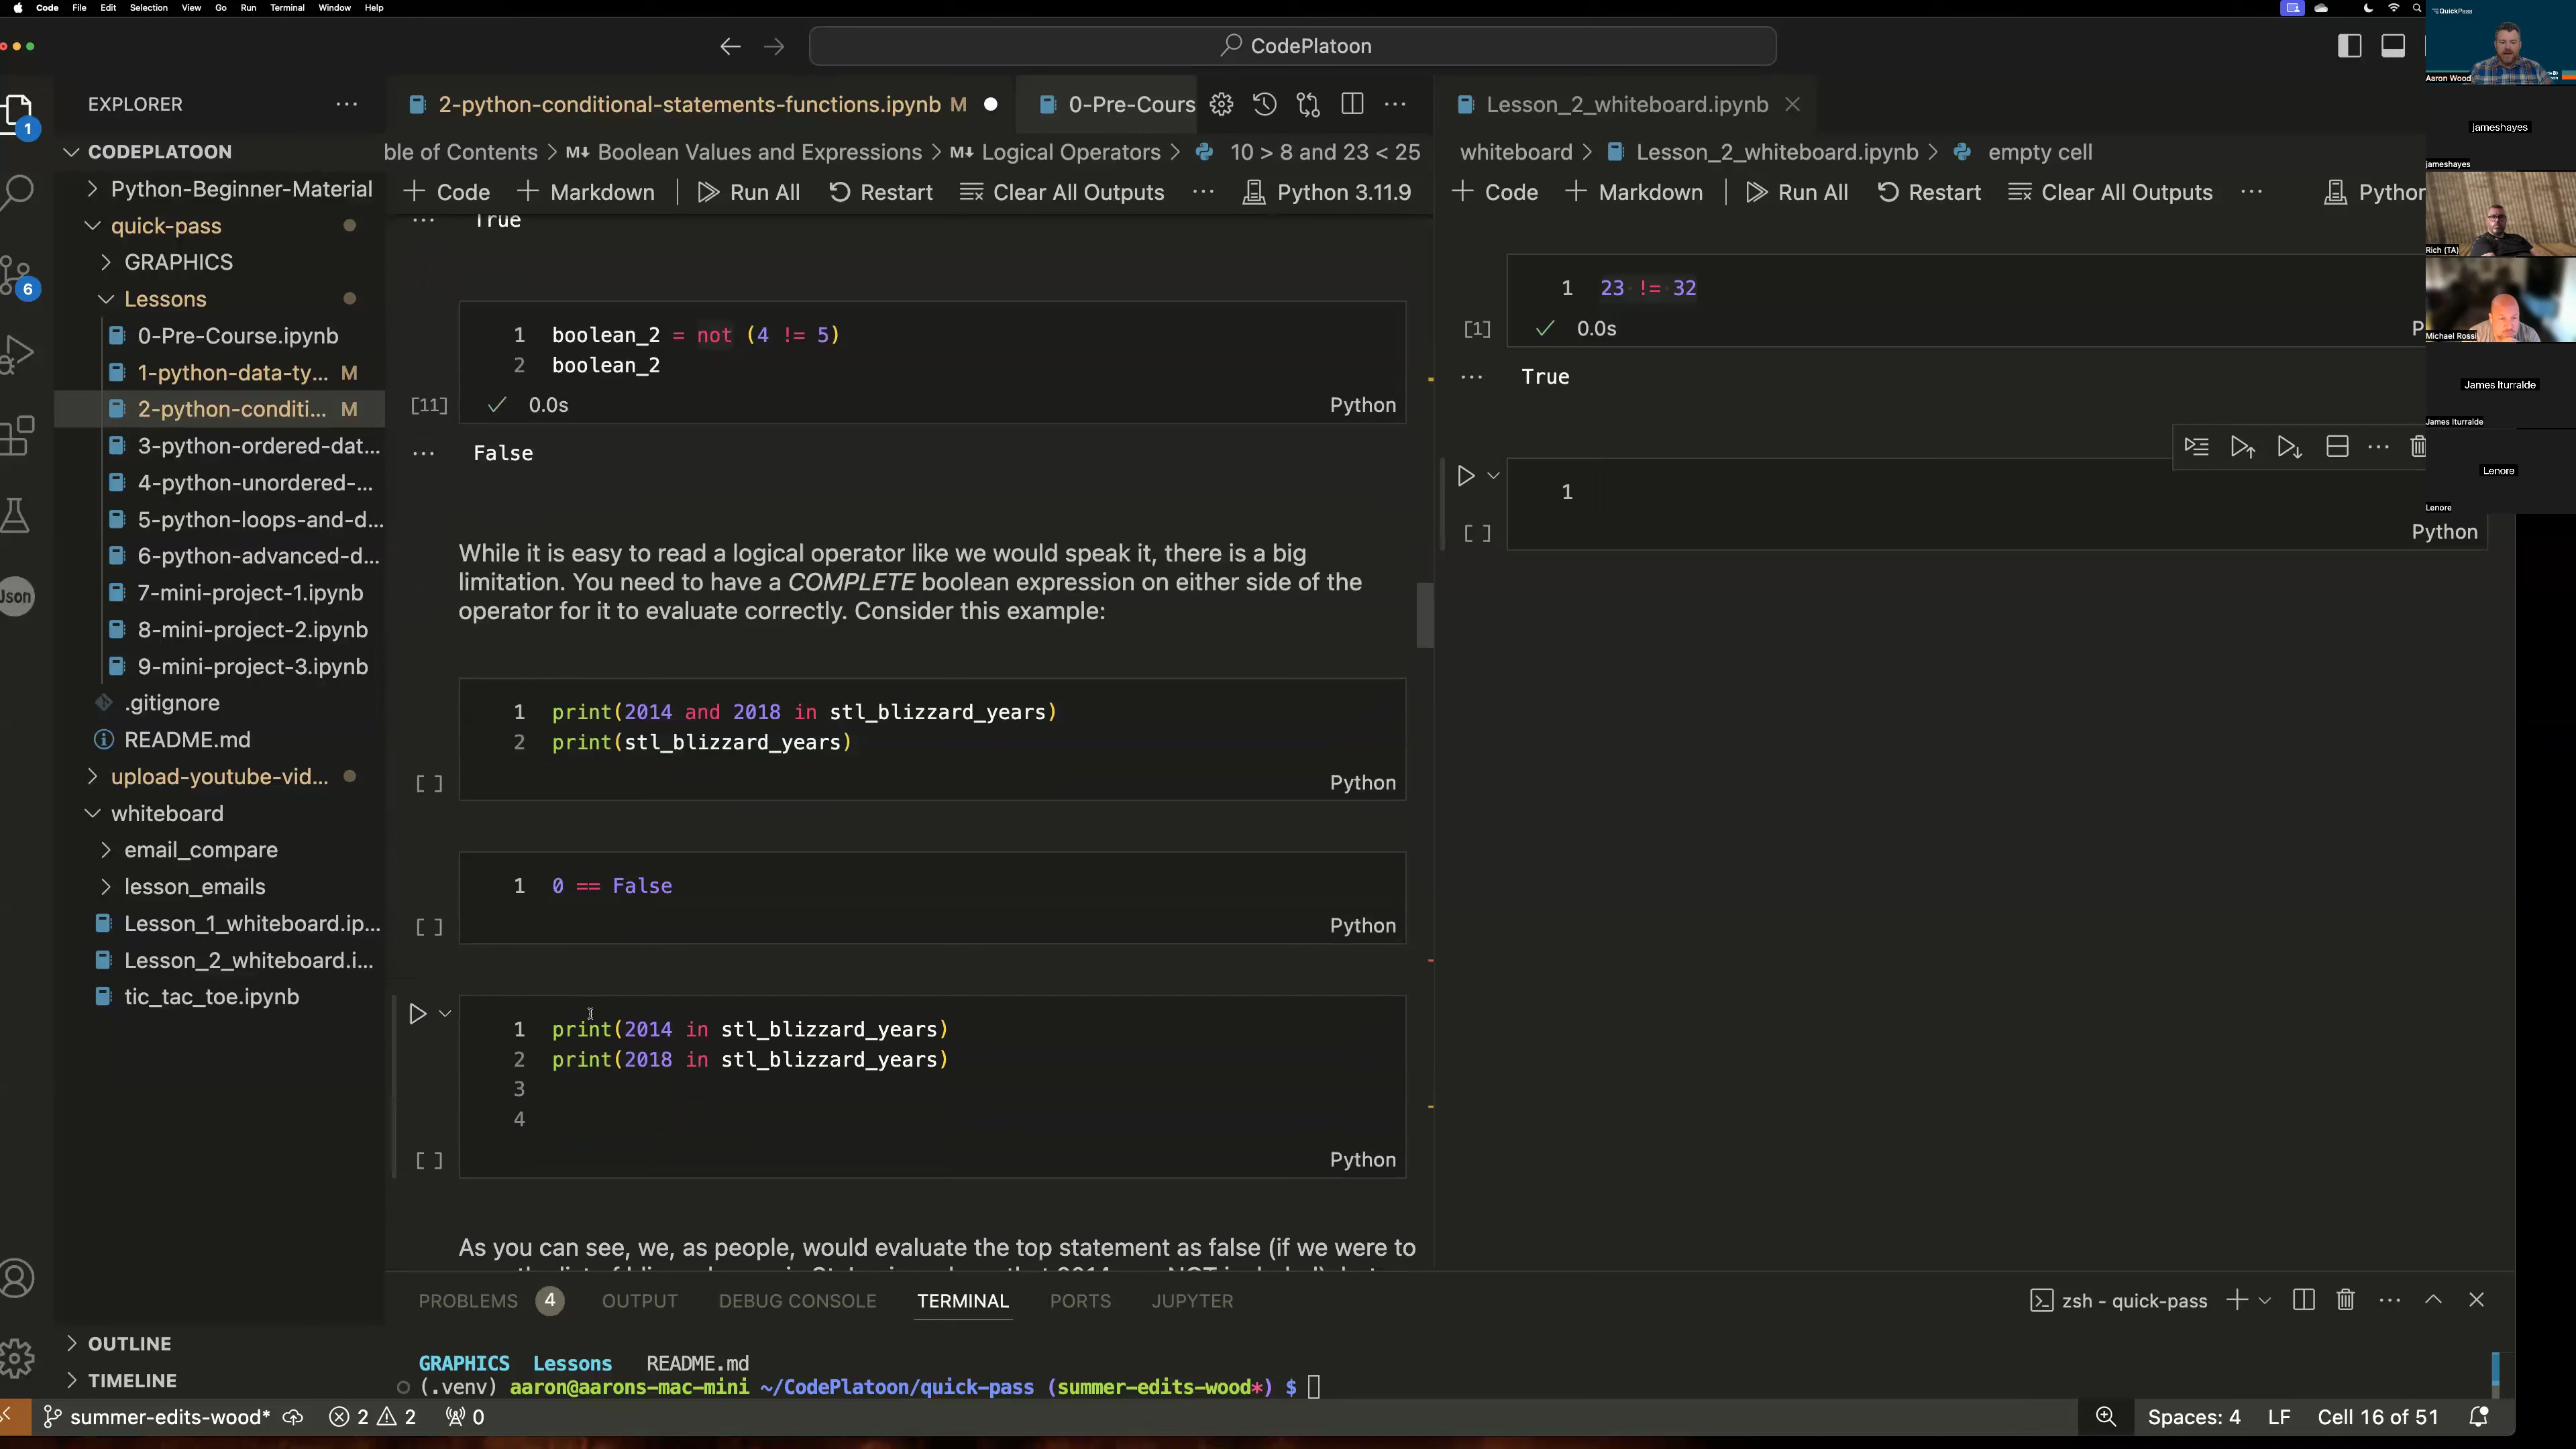 Code File Edit Selection View Go Run Terminal Window Help
CodePlatoon
EXPLORER
1
CODEPLATOON
Python-Beginner-Material
quick-pass
GRAPHICS
Lessons
6
0-Pre-Course.ipynb
1-python-data-ty... M
2-python-conditi... M
3-python-ordered-dat...
4-python-unordered-...
5-python-loops-and-d...
6-python-advanced-d...
Json
7-mini-project-1.ipynb
8-mini-project-2.ipynb
9-mini-project-3.ipynb
.gitignore
README.md
upload-youtube-vid...
whiteboard
email_compare
lesson_emails
Lesson_1_whiteboard.ip...
Lesson_2_whiteboard.i...
tic_tac_toe.ipynb
OUTLINE
TIMELINE
2-python-conditional-statements-functions.ipynb M
0-Pre-Cours
ble of Contents > M↓ Boolean Values and Expressions > M↓ Logical Operators > 10 > 8 and 23 < 25
+ Code + Markdown | Run All Restart Clear All Outputs ... Python 3.11.9
... True
1 boolean_2 = not (4 != 5)
2 boolean_2
[11] ✓ 0.0s Python
... False
While it is easy to read a logical operator like we would speak it, there is a big
limitation. You need to have a COMPLETE boolean expression on either side of the
operator for it to evaluate correctly. Consider this example:
1 print(2014 and 2018 in stl_blizzard_years)
2 print(stl_blizzard_years)
[ ] Python
1 0 == False
[ ] Python
1 print(2014 in stl_blizzard_years)
2 print(2018 in stl_blizzard_years)
3
4
[ ] Python
As you can see, we, as people, would evaluate the top statement as false (if we were to
Lesson_2_whiteboard.ipynb
whiteboard > Lesson_2_whiteboard.ipynb > empty cell
+ Code + Markdown | Run All Restart Clear All Outputs ... Python
1 23 != 32
[1] ✓ 0.0s P
... True
1
[ ] Python
QuickPass
Aaron Wood
jameshayes
jameshayes
Rich (TA)
Michael Rossi
James Iturralde
James Iturralde
Lenore
Lenore
PROBLEMS 4 OUTPUT DEBUG CONSOLE TERMINAL PORTS JUPYTER
zsh - quick-pass
GRAPHICS Lessons README.md
(.venv) aaron@aarons-mac-mini ~/CodePlatoon/quick-pass (summer-edits-wood*) $
summer-edits-wood* 2 2 0
Spaces: 4 LF Cell 16 of 51